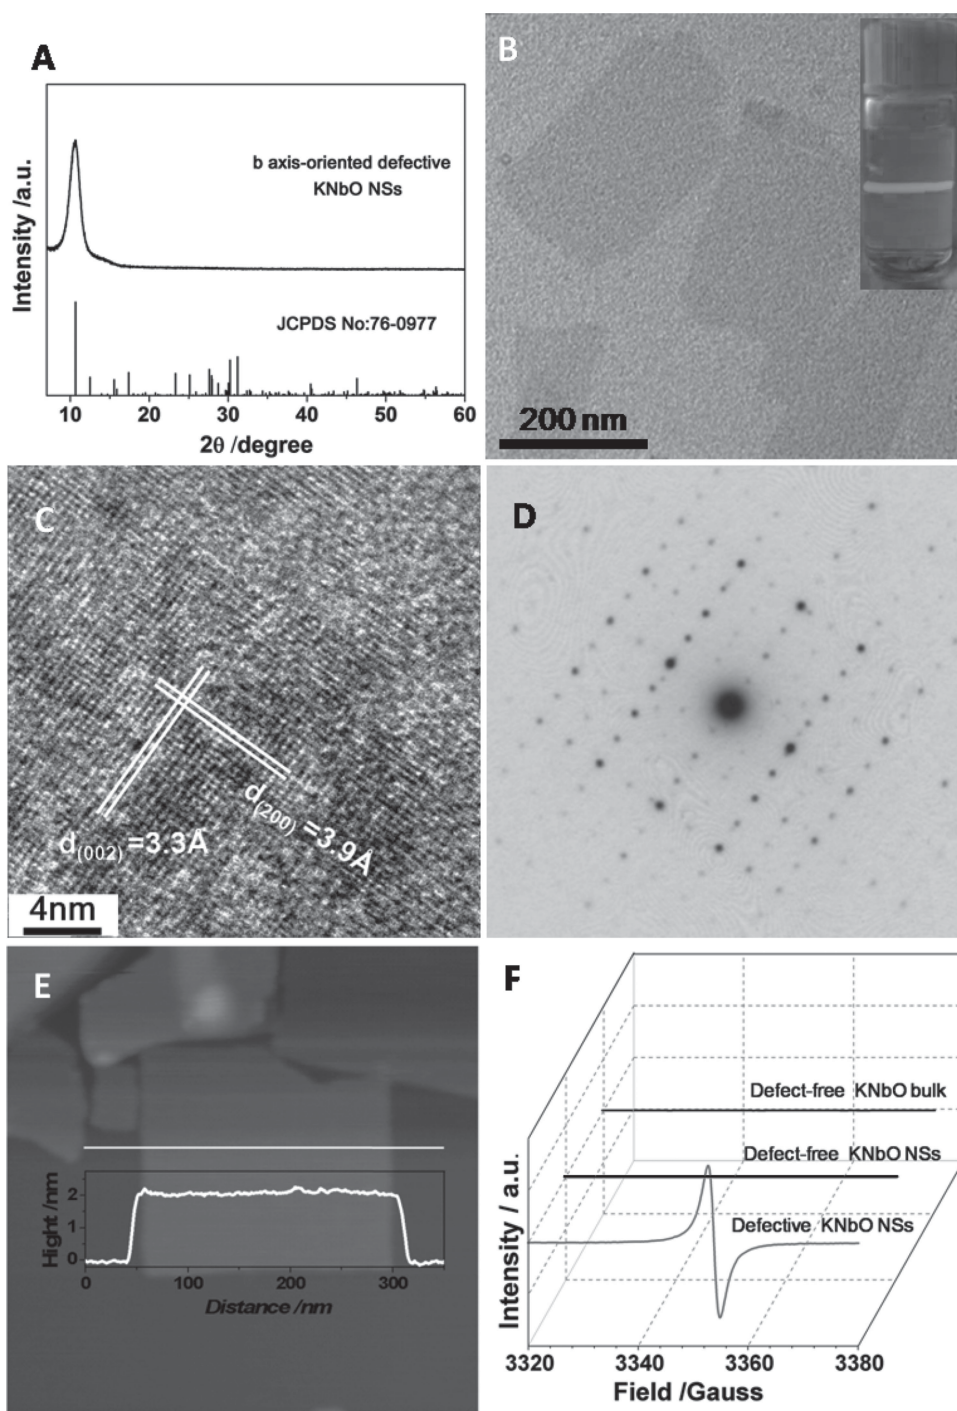 A
b axis-oriented defective
KNbO NSs
JCPDS No:76-0977
Intensity /a.u.
10 20 30 40 50 60
2θ /degree
B
200 nm
C
d(200) =3.9Å
d(002) =3.3Å
4nm
D
E
Hight /nm
2
1
0
0 100 200 300
Distance /nm
F
Defect-free KNbO bulk
Defect-free KNbO NSs
Defective KNbO NSs
Intensity / a.u.
3320 3340 3360 3380
Field /Gauss